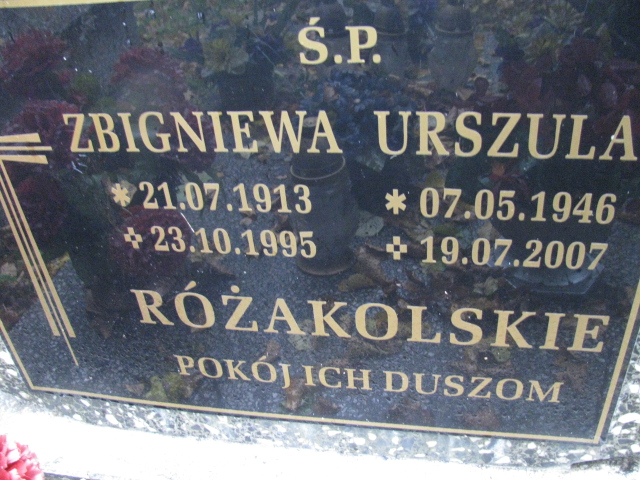 Ś.P.
ZBIGNIEWA URSZULA
* 21.07.1913 * 07.05.1946
✣ 23.10.1995 ✣ 19.07.2007
RÓŻAKOLSKIE
POKÓJ ICH DUSZOM